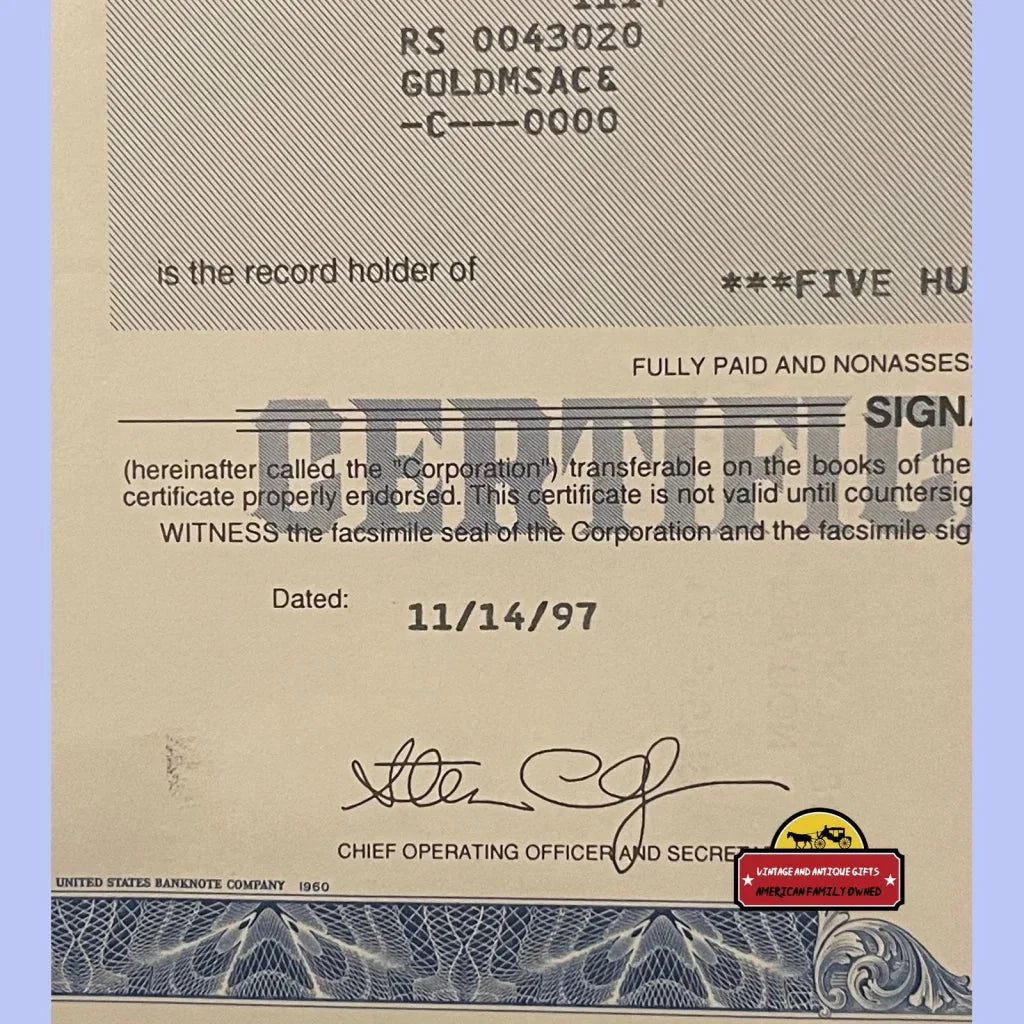 RS 0043020
GOLDMSAC&
-C---0000
is the record holder of
***FIVE HU
FULLY PAID AND NONASSES
CERTIFIC
SIGN
(hereinafter called the "Corporation") transferable on the books of the
certificate properly endorsed. This certificate is not valid until countersig
WITNESS the facsimile seal of the Corporation and the facsimile sig
Dated:
11/14/97
CHIEF OPERATING OFFICER AND SECRET
UNITED STATES BANKNOTE COMPANY 1960
VINTAGE AND ANTIQUE GIFTS
AMERICAN FAMILY OWNED